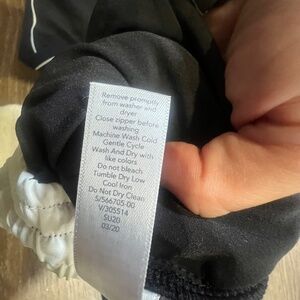 Remove promptly
from washer and
dryer
Close zipper before
washing
Machine Wash Cold
Gentle Cycle
Wash And Dry with
like colors
Do not bleach
Tumble Dry Low
Cool Iron
Do Not Dry Clean
S/566705-00
V/305514
SU20
03/20